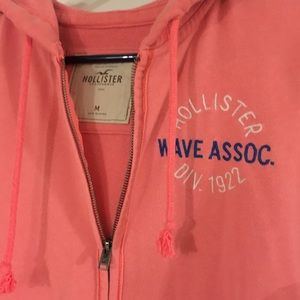 HOLLISTER
M
HOLLISTER
WAVE ASSOC.
DIV. 1922